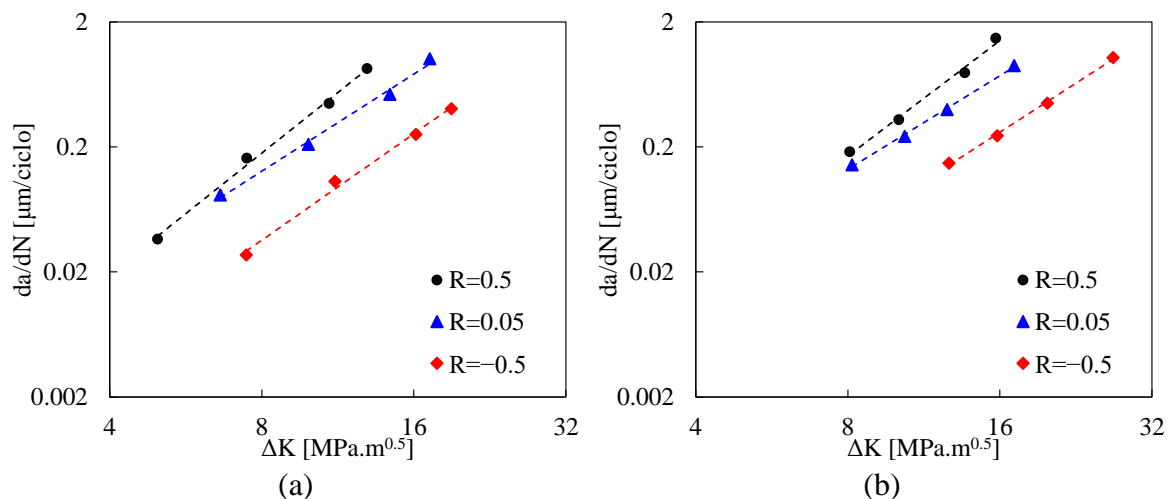 2
0.2
0.02
0.002
da/dN [μm/ciclo]
R=0.5
R=0.05
R=−0.5
4 8 16 32
ΔK [MPa.m^0.5]
(a)
2
0.2
0.02
0.002
da/dN [μm/ciclo]
R=0.5
R=0.05
R=−0.5
4 8 16 32
ΔK [MPa.m^0.5]
(b)